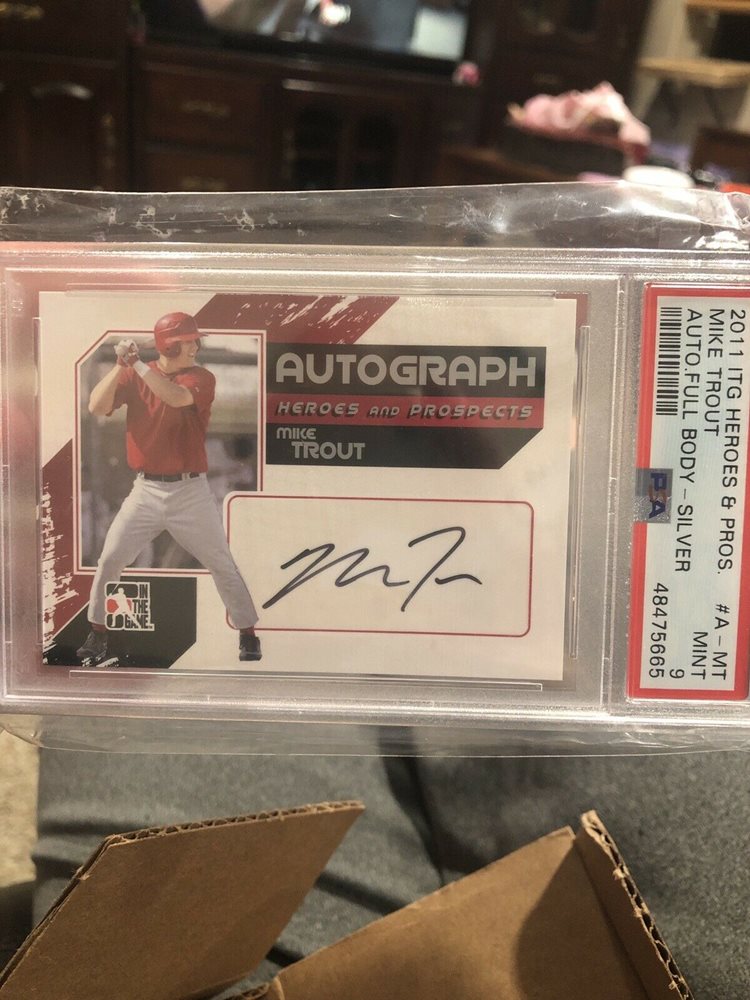 AUTOGRAPH
HEROES AND PROSPECTS
MIKE
TROUT
IN
THE
GAME
2011 ITG HEROES & PROS. #A-MT
MIKE TROUT MINT
AUTO.FULL BODY-SILVER 9
48475665
PSA